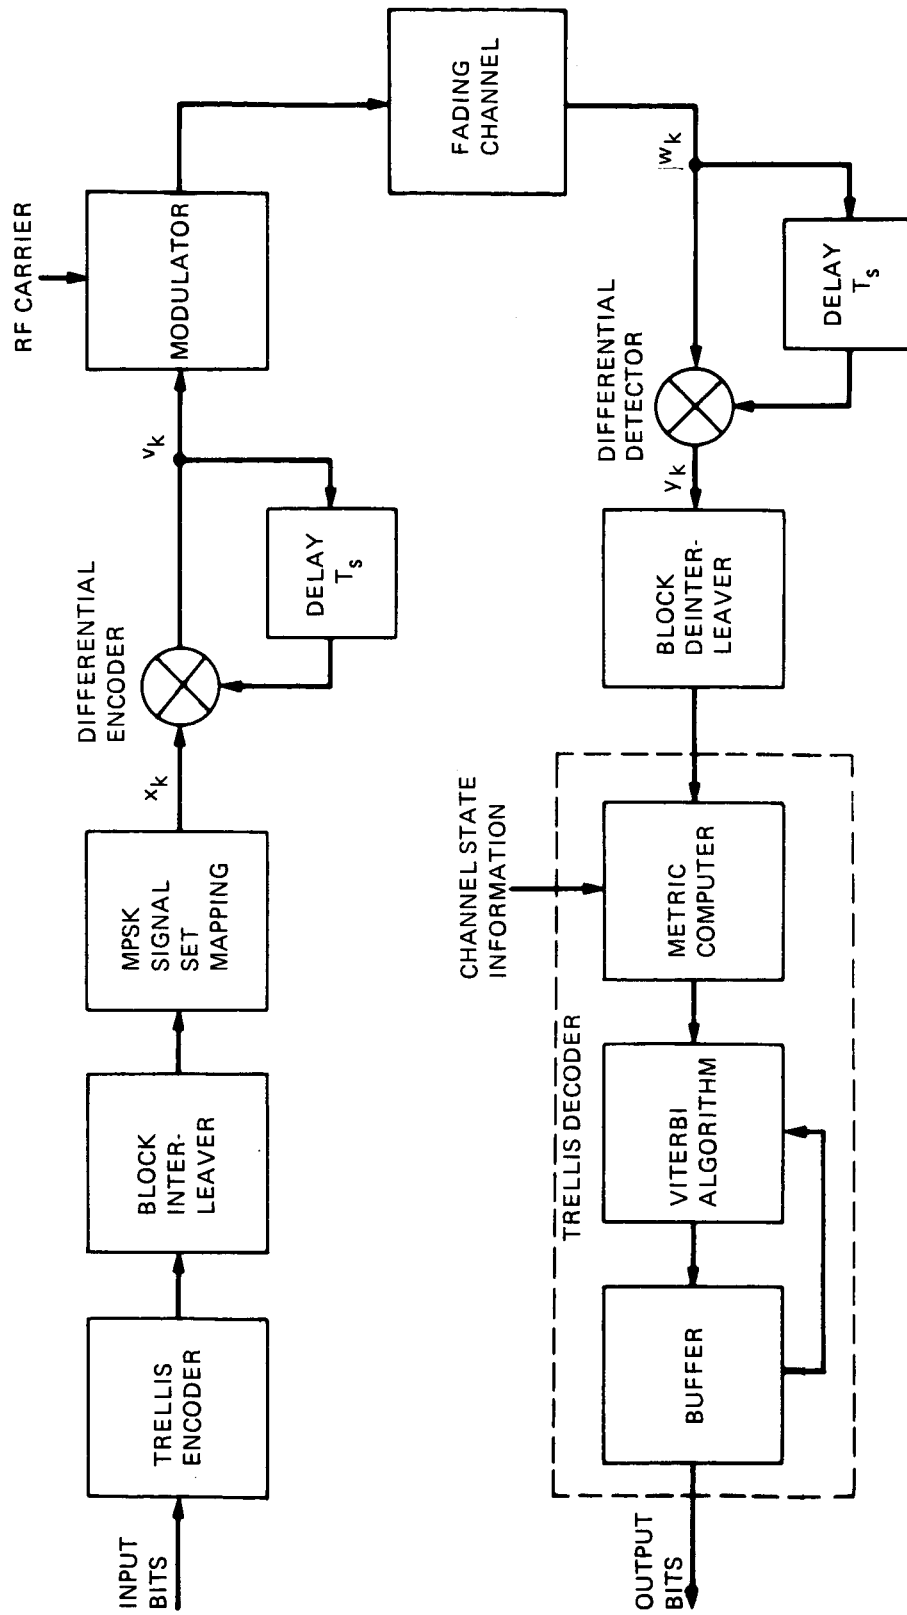 INPUT
BITS
TRELLIS
ENCODER
BLOCK
INTER-
LEAVER
MPSK
SIGNAL
SET
MAPPING
x_k
DIFFERENTIAL
ENCODER
DELAY
T_s
v_k
RF CARRIER
MODULATOR
FADING
CHANNEL
w_k
DELAY
T_s
DIFFERENTIAL
DETECTOR
y_k
BLOCK
DEINTER-
LEAVER
CHANNEL STATE
INFORMATION
METRIC
COMPUTER
TRELLIS DECODER
VITERBI
ALGORITHM
BUFFER
OUTPUT
BITS